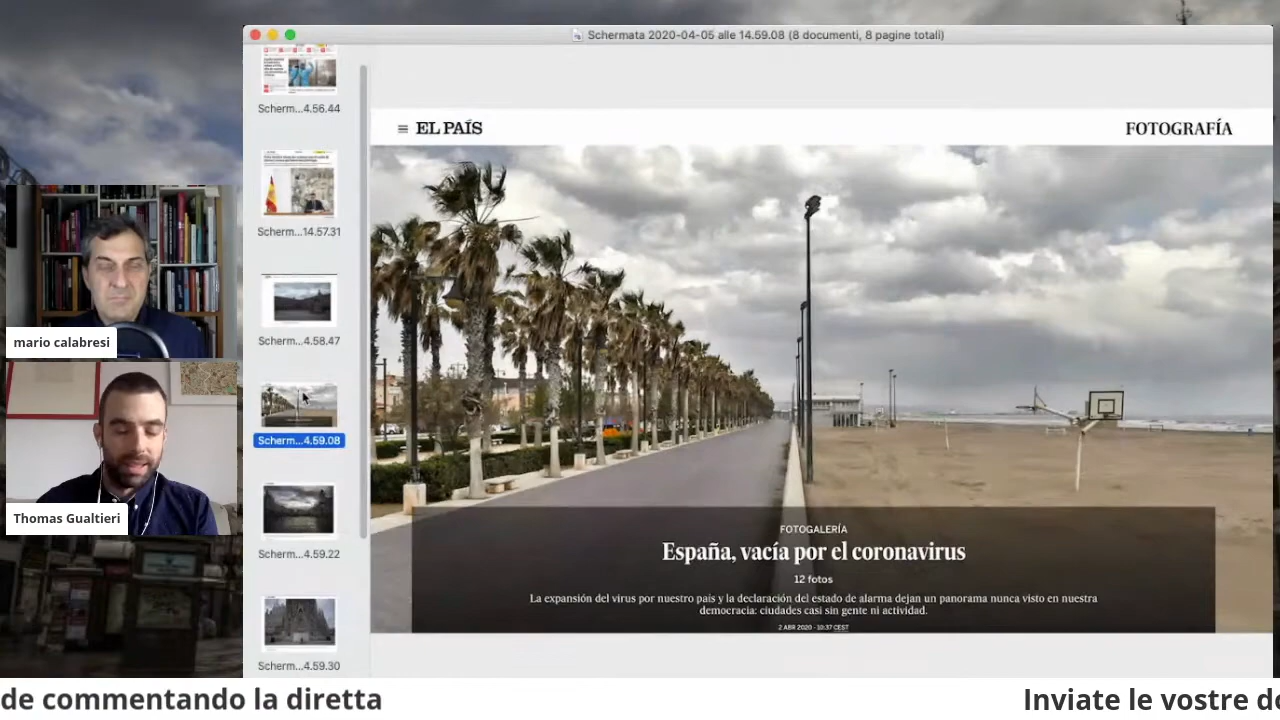 Schermata 2020-04-05 alle 14.59.08 (8 documenti, 8 pagine totali)
Scherm...4.56.44
Scherm...14.57.31
Scherm...4.58.47
Scherm...4.59.08
Scherm...4.59.22
Scherm...4.59.30
EL PAÍS
FOTOGRAFÍA
FOTOGALERÍA
España, vacía por el coronavirus
12 fotos
La expansión del virus por nuestro país y la declaración del estado de alarma dejan un panorama nunca visto en nuestra
democracia: ciudades casi sin gente ni actividad.
2 ABR 2020 - 10:37 CEST
mario calabresi
Thomas Gualtieri
de commentando la diretta
Inviate le vostre do